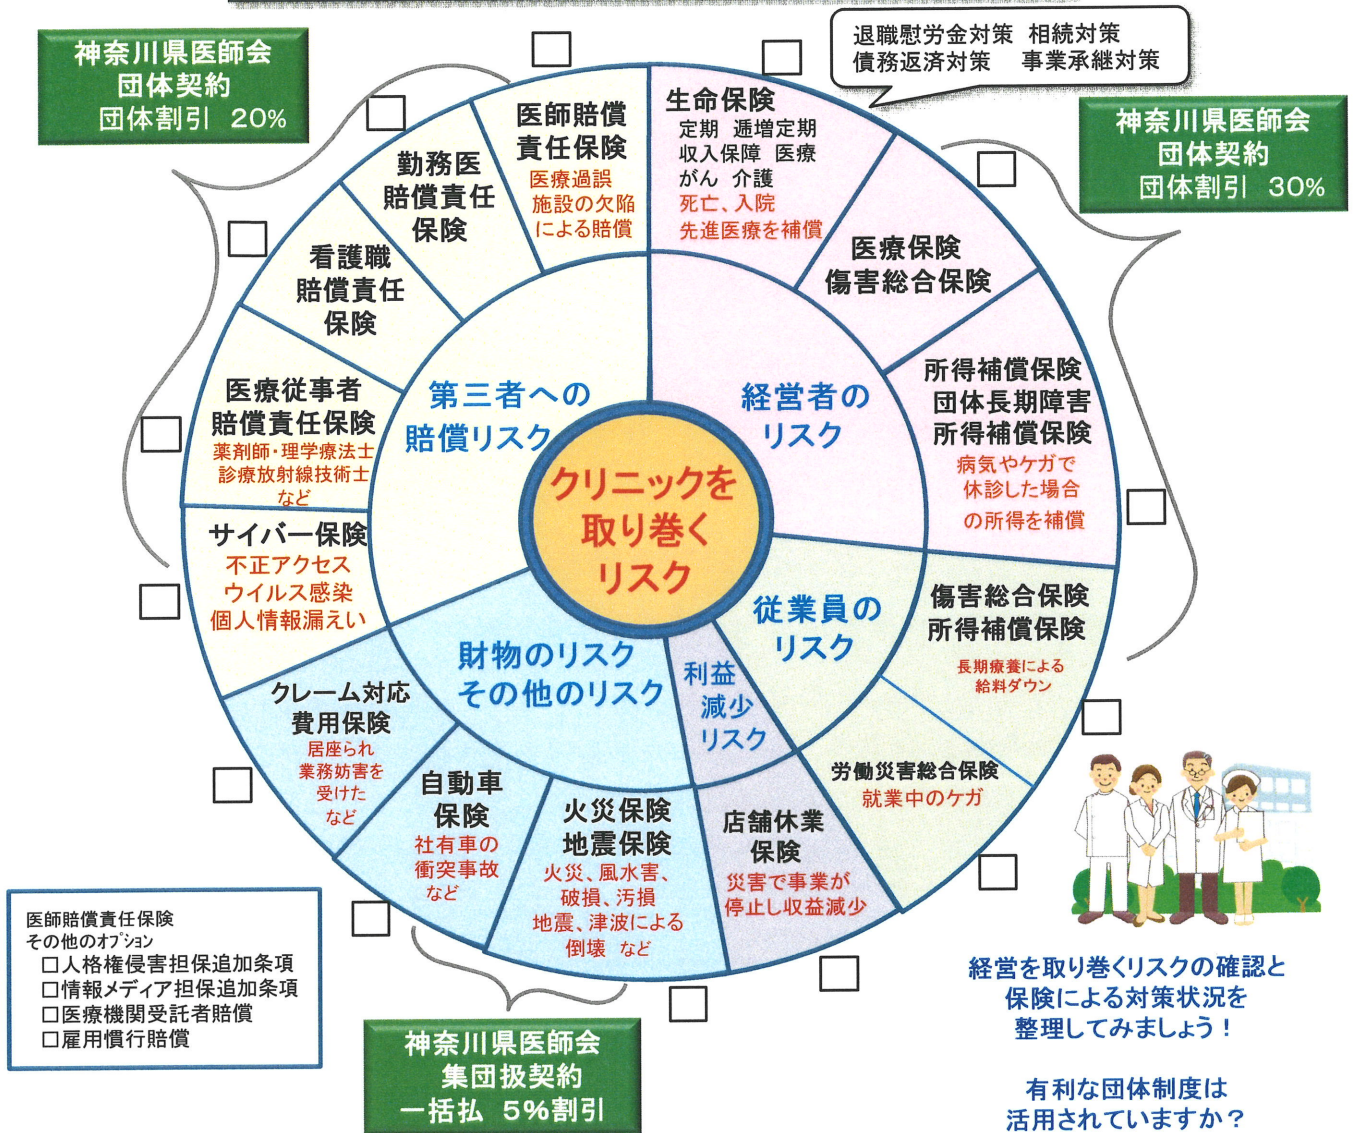 神奈川県医師会
団体契約
団体割引 20%
退職慰労金対策 相続対策
債務返済対策 事業承継対策
神奈川県医師会
団体契約
団体割引 30%
医師賠償
責任保険
医療過誤
施設の欠陥
による賠償
生命保険
定期 逓増定期
収入保障 医療
がん 介護
死亡、入院
先進医療を補償
勤務医
賠償責任
保険
医療保険
傷害総合保険
看護職
賠償責任
保険
所得補償保険
団体長期障害
所得補償保険
病気やケガで
休診した場合
の所得を補償
医療従事者
賠償責任保険
薬剤師・理学療法士
診療放射線技術士
など
第三者への
賠償リスク
経営者の
リスク
クリニックを
取り巻く
リスク
サイバー保険
不正アクセス
ウイルス感染
個人情報漏えい
傷害総合保険
所得補償保険
長期療養による
給料ダウン
従業員の
リスク
財物のリスク
その他のリスク
利益
減少
リスク
クレーム対応
費用保険
居座られ
業務妨害を
受けた
など
自動車
保険
社有車の
衝突事故
など
火災保険
地震保険
火災、風水害、
破損、汚損
地震、津波による
倒壊 など
店舗休業
保険
災害で事業が
停止し収益減少
労働災害総合保険
就業中のケガ
医師賠償責任保険
その他のオプション
□人格権侵害担保追加条項
□情報メディア担保追加条項
□医療機関受託者賠償
□雇用慣行賠償
神奈川県医師会
集団扱契約
一括払 5%割引
経営を取り巻くリスクの確認と
保険による対策状況を
整理してみましょう！
有利な団体制度は
活用されていますか？